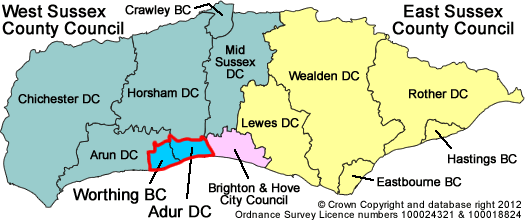 West Sussex
County Council
Crawley BC
East Sussex
County Council
Mid
Sussex
DC
Wealden DC
Chichester DC
Horsham DC
Rother DC
Lewes DC
Arun DC
Hastings BC
Worthing BC
Adur DC
Brighton & Hove
City Council
Eastbourne BC
© Crown Copyright and database right 2012
Ordnance Survey Licence numbers 100024321 & 100018824